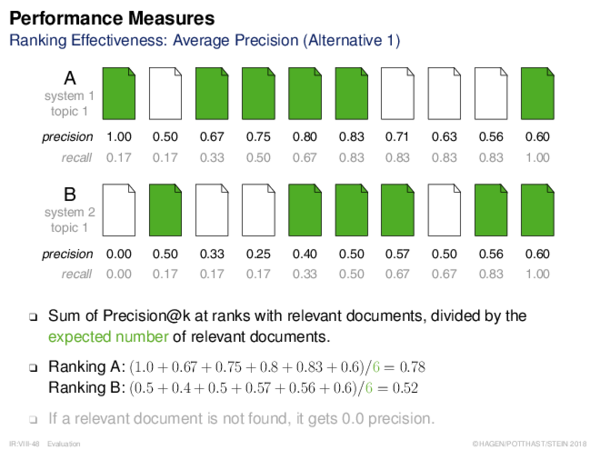 Performance Measures
Ranking Effectiveness: Average Precision (Alternative 1)
A
system 1
topic 1
precision 1.00 0.50 0.67 0.75 0.80 0.83 0.71 0.63 0.56 0.60
recall 0.17 0.17 0.33 0.50 0.67 0.83 0.83 0.83 0.83 1.00
B
system 2
topic 1
precision 0.00 0.50 0.33 0.25 0.40 0.50 0.57 0.50 0.56 0.60
recall 0.00 0.17 0.17 0.17 0.33 0.50 0.67 0.67 0.83 1.00
❑ Sum of Precision@k at ranks with relevant documents, divided by the
expected number of relevant documents.
❑ Ranking A: (1.0 + 0.67 + 0.75 + 0.8 + 0.83 + 0.6)/6 = 0.78
Ranking B: (0.5 + 0.4 + 0.5 + 0.57 + 0.56 + 0.6)/6 = 0.52
❑ If a relevant document is not found, it gets 0.0 precision.
IR:VIII-48 Evaluation ©HAGEN/POTTHAST/STEIN 2018